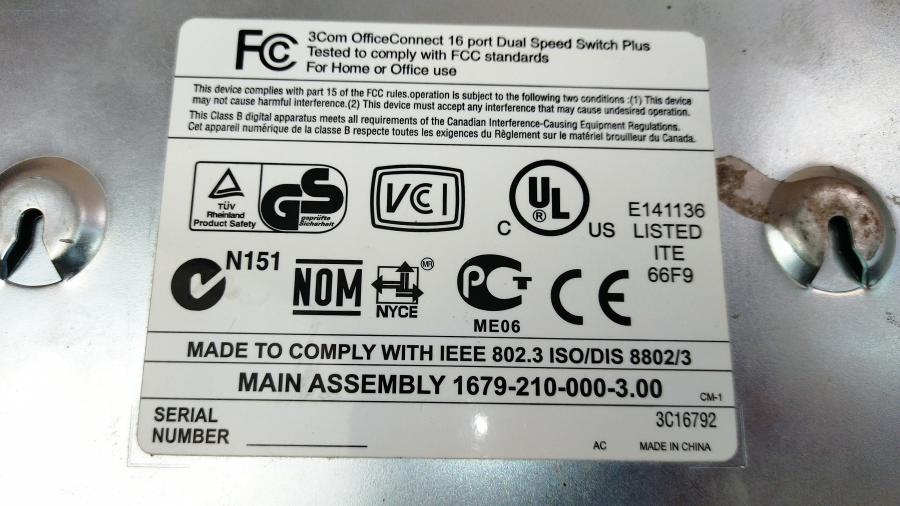 FCC
3Com OfficeConnect 16 port Dual Speed Switch Plus
Tested to comply with FCC standards
For Home or Office use
This device complies with part 15 of the FCC rules.operation is subject to the following two conditions :(1) This device
may not cause harmful interference.(2) This device must accept any interference that may cause undesired operation.
This Class B digital apparatus meets all requirements of the Canadian Interference-Causing Equipment Regulations.
Cet appareil numérique de la classe B respecte toutes les exigences du Règlement sur le matériel brouilleur du Canada.
TÜV
Rheinland
Product Safety
GS
geprüfte
Sicherheit
VCI
C UL US
®
E141136
LISTED
ITE
66F9
N151
NOM
MR
NYCE
PCT
ME06
CE
MADE TO COMPLY WITH IEEE 802.3 ISO/DIS 8802/3
MAIN ASSEMBLY 1679-210-000-3.00
CM-1
SERIAL
NUMBER
3C16792
AC MADE IN CHINA